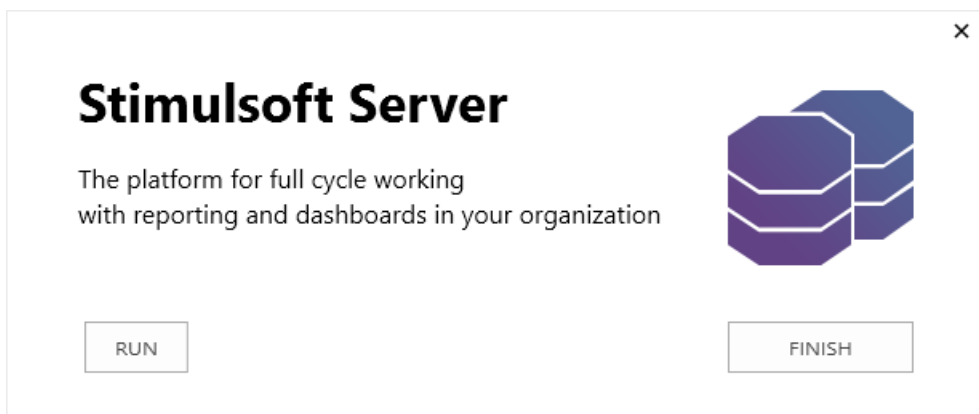 Stimulsoft Server
The platform for full cycle working
with reporting and dashboards in your organization
RUN
FINISH